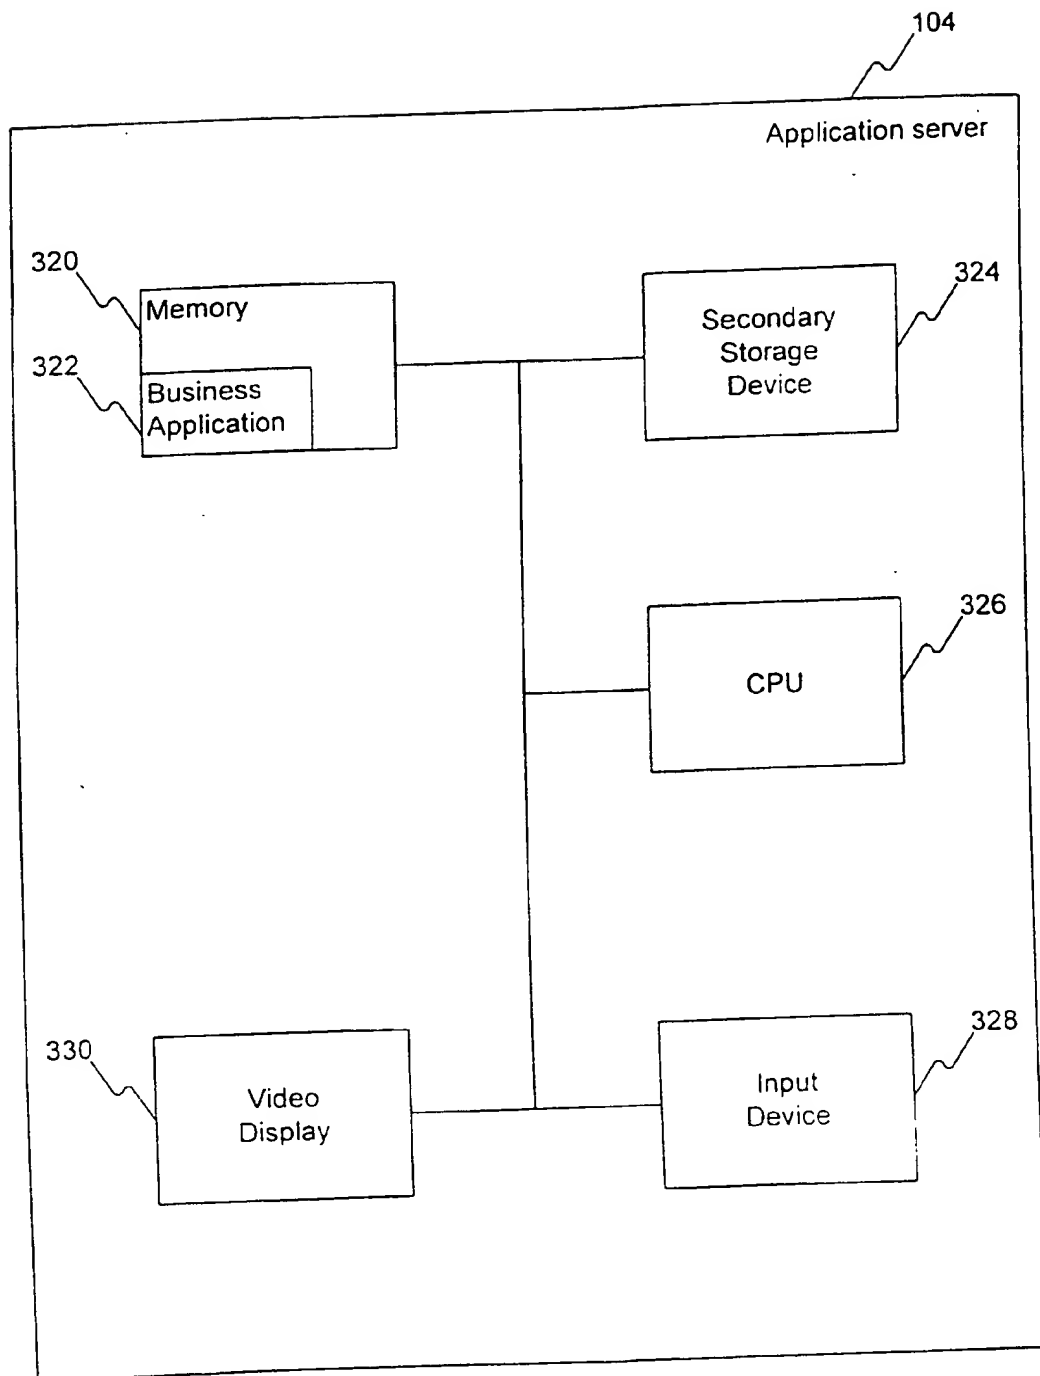 104
Application server
320
Memory
322
Business
Application
Secondary
Storage
Device
324
CPU
326
330
Video
Display
Input
Device
328